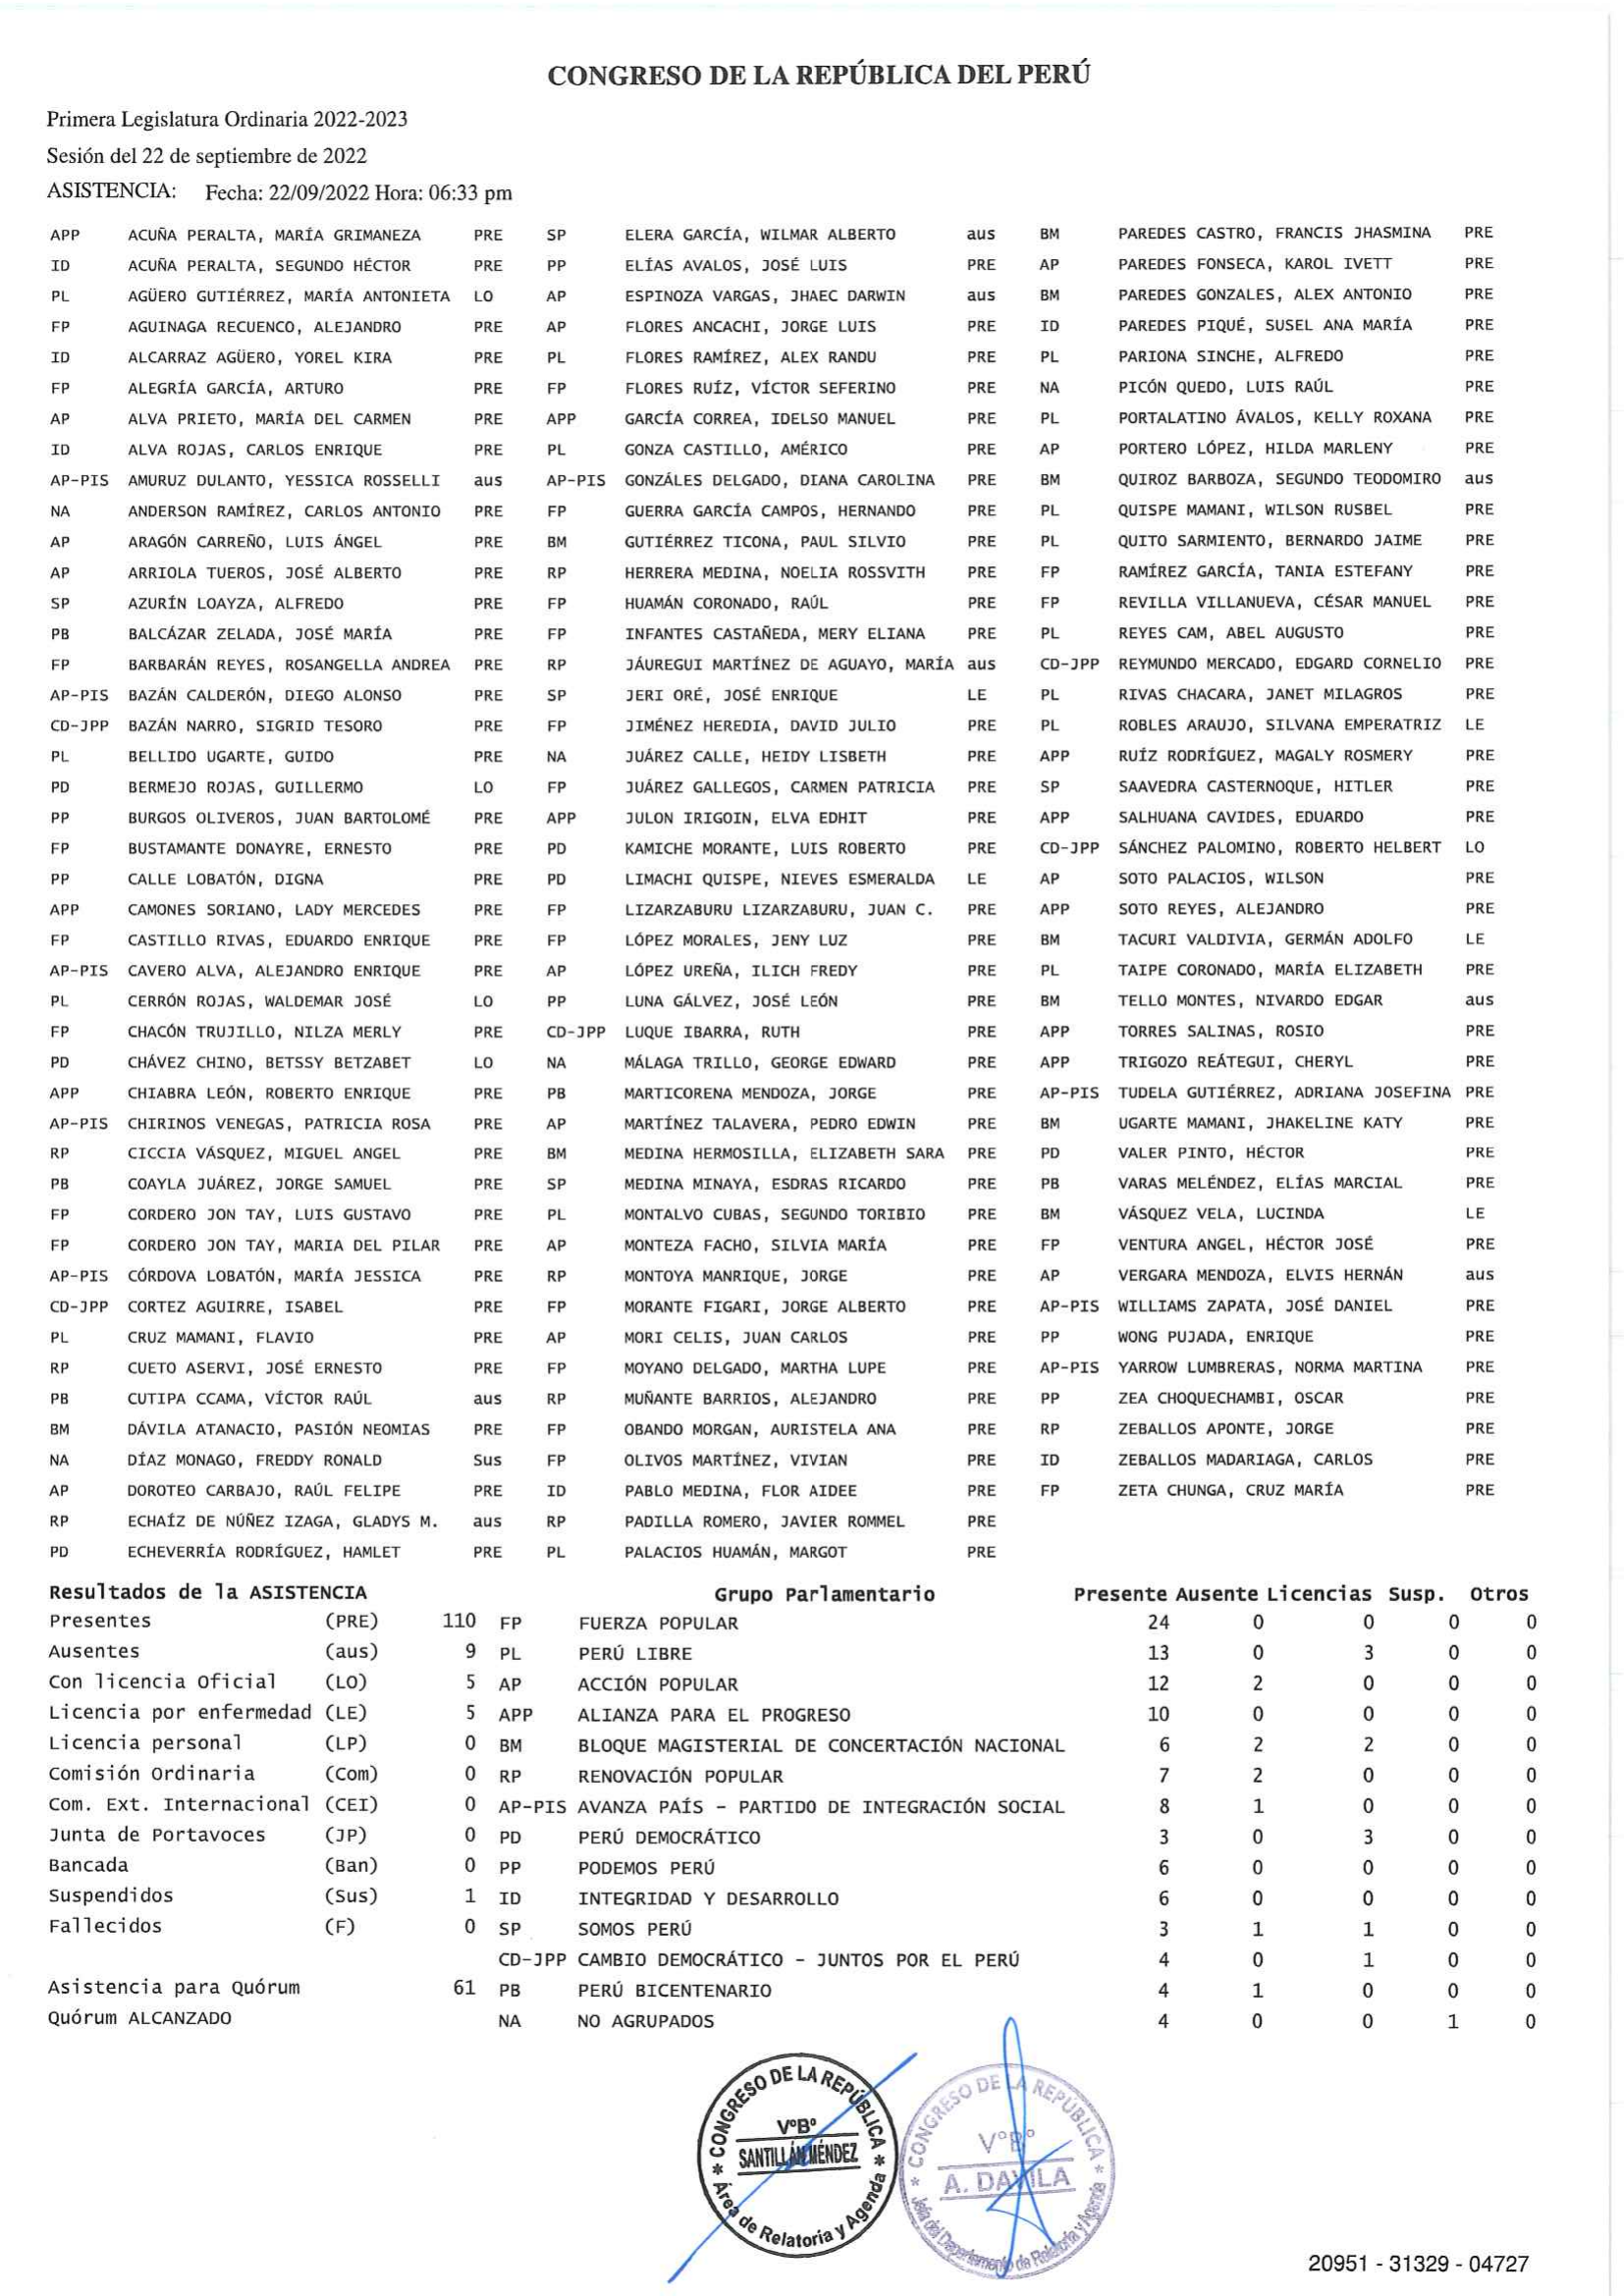 CONGRESO DE LA REPÚBLICA DEL PERÚ
Primera Legislatura Ordinaria 2022-2023
Sesión del 22 de septiembre de 2022
ASISTENCIA: Fecha: 22/09/2022 Hora: 06:33 pm
APP ACUÑA PERALTA, MARÍA GRIMANEZA PRE SP ELERA GARCÍA, WILMAR ALBERTO aus BM PAREDES CASTRO, FRANCIS JHASMINA PRE
ID ACUÑA PERALTA, SEGUNDO HÉCTOR PRE PP ELÍAS AVALOS, JOSÉ LUIS PRE AP PAREDES FONSECA, KAROL IVETT PRE
PL AGÜERO GUTIÉRREZ, MARÍA ANTONIETA LO AP ESPINOZA VARGAS, JHAEC DARWIN aus BM PAREDES GONZALES, ALEX ANTONIO PRE
FP AGUINAGA RECUENCO, ALEJANDRO PRE AP FLORES ANCACHI, JORGE LUIS PRE ID PAREDES PIQUÉ, SUSEL ANA MARÍA PRE
ID ALCARRAZ AGÜERO, YOREL KIRA PRE PL FLORES RAMÍREZ, ALEX RANDU PRE PL PARIONA SINCHE, ALFREDO PRE
FP ALEGRÍA GARCÍA, ARTURO PRE FP FLORES RUÍZ, VÍCTOR SEFERINO PRE NA PICÓN QUEDO, LUIS RAÚL PRE
AP ALVA PRIETO, MARÍA DEL CARMEN PRE APP GARCÍA CORREA, IDELSO MANUEL PRE PL PORTALATINO ÁVALOS, KELLY ROXANA PRE
ID ALVA ROJAS, CARLOS ENRIQUE PRE PL GONZA CASTILLO, AMÉRICO PRE AP PORTERO LÓPEZ, HILDA MARLENY PRE
AP-PIS AMURUZ DULANTO, YESSICA ROSSELLI aus AP-PIS GONZÁLES DELGADO, DIANA CAROLINA PRE BM QUIROZ BARBOZA, SEGUNDO TEODOMIRO aus
NA ANDERSON RAMÍREZ, CARLOS ANTONIO PRE FP GUERRA GARCÍA CAMPOS, HERNANDO PRE PL QUISPE MAMANI, WILSON RUSBEL PRE
AP ARAGÓN CARREÑO, LUIS ÁNGEL PRE BM GUTIÉRREZ TICONA, PAUL SILVIO PRE PL QUITO SARMIENTO, BERNARDO JAIME PRE
AP ARRIOLA TUEROS, JOSÉ ALBERTO PRE RP HERRERA MEDINA, NOELIA ROSSVITH PRE FP RAMÍREZ GARCÍA, TANIA ESTEFANY PRE
SP AZURÍN LOAYZA, ALFREDO PRE FP HUAMÁN CORONADO, RAÚL PRE FP REVILLA VILLANUEVA, CÉSAR MANUEL PRE
PB BALCÁZAR ZELADA, JOSÉ MARÍA PRE FP INFANTES CASTAÑEDA, MERY ELIANA PRE PL REYES CAM, ABEL AUGUSTO PRE
FP BARBARÁN REYES, ROSANGELLA ANDREA PRE RP JÁUREGUI MARTÍNEZ DE AGUAYO, MARÍA aus CD-JPP REYMUNDO MERCADO, EDGARD CORNELIO PRE
AP-PIS BAZÁN CALDERÓN, DIEGO ALONSO PRE SP JERI ORÉ, JOSÉ ENRIQUE LE PL RIVAS CHACARA, JANET MILAGROS PRE
CD-JPP BAZÁN NARRO, SIGRID TESORO PRE FP JIMÉNEZ HEREDIA, DAVID JULIO PRE PL ROBLES ARAUJO, SILVANA EMPERATRIZ LE
PL BELLIDO UGARTE, GUIDO PRE NA JUÁREZ CALLE, HEIDY LISBETH PRE APP RUÍZ RODRÍGUEZ, MAGALY ROSMERY PRE
PD BERMEJO ROJAS, GUILLERMO LO FP JUÁREZ GALLEGOS, CARMEN PATRICIA PRE SP SAAVEDRA CASTERNOQUE, HITLER PRE
PP BURGOS OLIVEROS, JUAN BARTOLOMÉ PRE APP JULON IRIGOIN, ELVA EDHIT PRE APP SALHUANA CAVIDES, EDUARDO PRE
FP BUSTAMANTE DONAYRE, ERNESTO PRE PD KAMICHE MORANTE, LUIS ROBERTO PRE CD-JPP SÁNCHEZ PALOMINO, ROBERTO HELBERT LO
PP CALLE LOBATÓN, DIGNA PRE PD LIMACHI QUISPE, NIEVES ESMERALDA LE AP SOTO PALACIOS, WILSON PRE
APP CAMONES SORIANO, LADY MERCEDES PRE FP LIZARZABURU LIZARZABURU, JUAN C. PRE APP SOTO REYES, ALEJANDRO PRE
FP CASTILLO RIVAS, EDUARDO ENRIQUE PRE FP LÓPEZ MORALES, JENY LUZ PRE BM TACURI VALDIVIA, GERMÁN ADOLFO LE
AP-PIS CAVERO ALVA, ALEJANDRO ENRIQUE PRE AP LÓPEZ UREÑA, ILICH FREDY PRE PL TAIPE CORONADO, MARÍA ELIZABETH PRE
PL CERRÓN ROJAS, WALDEMAR JOSÉ LO PP LUNA GÁLVEZ, JOSÉ LEÓN PRE BM TELLO MONTES, NIVARDO EDGAR aus
FP CHACÓN TRUJILLO, NILZA MERLY PRE CD-JPP LUQUE IBARRA, RUTH PRE APP TORRES SALINAS, ROSIO PRE
PD CHÁVEZ CHINO, BETSSY BETZABET LO NA MÁLAGA TRILLO, GEORGE EDWARD PRE APP TRIGOZO REÁTEGUI, CHERYL PRE
APP CHIABRA LEÓN, ROBERTO ENRIQUE PRE PB MARTICORENA MENDOZA, JORGE PRE AP-PIS TUDELA GUTIÉRREZ, ADRIANA JOSEFINA PRE
AP-PIS CHIRINOS VENEGAS, PATRICIA ROSA PRE AP MARTÍNEZ TALAVERA, PEDRO EDWIN PRE BM UGARTE MAMANI, JHAKELINE KATY PRE
RP CICCIA VÁSQUEZ, MIGUEL ANGEL PRE BM MEDINA HERMOSILLA, ELIZABETH SARA PRE PD VALER PINTO, HÉCTOR PRE
PB COAYLA JUÁREZ, JORGE SAMUEL PRE SP MEDINA MINAYA, ESDRAS RICARDO PRE PB VARAS MELÉNDEZ, ELÍAS MARCIAL PRE
FP CORDERO JON TAY, LUIS GUSTAVO PRE PL MONTALVO CUBAS, SEGUNDO TORIBIO PRE BM VÁSQUEZ VELA, LUCINDA LE
FP CORDERO JON TAY, MARIA DEL PILAR PRE AP MONTEZA FACHO, SILVIA MARÍA PRE FP VENTURA ANGEL, HÉCTOR JOSÉ PRE
AP-PIS CÓRDOVA LOBATÓN, MARÍA JESSICA PRE RP MONTOYA MANRIQUE, JORGE PRE AP VERGARA MENDOZA, ELVIS HERNÁN aus
CD-JPP CORTEZ AGUIRRE, ISABEL PRE FP MORANTE FIGARI, JORGE ALBERTO PRE AP-PIS WILLIAMS ZAPATA, JOSÉ DANIEL PRE
PL CRUZ MAMANI, FLAVIO PRE AP MORI CELIS, JUAN CARLOS PRE PP WONG PUJADA, ENRIQUE PRE
RP CUETO ASERVI, JOSÉ ERNESTO PRE FP MOYANO DELGADO, MARTHA LUPE PRE AP-PIS YARROW LUMBRERAS, NORMA MARTINA PRE
PB CUTIPA CCAMA, VÍCTOR RAÚL aus RP MUÑANTE BARRIOS, ALEJANDRO PRE PP ZEA CHOQUECHAMBI, OSCAR PRE
BM DÁVILA ATANACIO, PASIÓN NEOMIAS PRE FP OBANDO MORGAN, AURISTELA ANA PRE RP ZEBALLOS APONTE, JORGE PRE
NA DÍAZ MONAGO, FREDDY RONALD Sus FP OLIVOS MARTÍNEZ, VIVIAN PRE ID ZEBALLOS MADARIAGA, CARLOS PRE
AP DOROTEO CARBAJO, RAÚL FELIPE PRE ID PABLO MEDINA, FLOR AIDEE PRE FP ZETA CHUNGA, CRUZ MARÍA PRE
RP ECHAÍZ DE NÚÑEZ IZAGA, GLADYS M. aus RP PADILLA ROMERO, JAVIER ROMMEL PRE
PD ECHEVERRÍA RODRÍGUEZ, HAMLET PRE PL PALACIOS HUAMÁN, MARGOT PRE
Resultados de la ASISTENCIA Grupo Parlamentario Presente Ausente Licencias Susp. Otros
Presentes (PRE) 110 FP FUERZA POPULAR 24 0 0 0 0
Ausentes (aus) 9 PL PERÚ LIBRE 13 0 3 0 0
Con licencia Oficial (LO) 5 AP ACCIÓN POPULAR 12 2 0 0 0
Licencia por enfermedad (LE) 5 APP ALIANZA PARA EL PROGRESO 10 0 0 0 0
Licencia personal (LP) 0 BM BLOQUE MAGISTERIAL DE CONCERTACIÓN NACIONAL 6 2 2 0 0
Comisión Ordinaria (Com) 0 RP RENOVACIÓN POPULAR 7 2 0 0 0
Com. Ext. Internacional (CEI) 0 AP-PIS AVANZA PAÍS - PARTIDO DE INTEGRACIÓN SOCIAL 8 1 0 0 0
Junta de Portavoces (JP) 0 PD PERÚ DEMOCRÁTICO 3 0 3 0 0
Bancada (Ban) 0 PP PODEMOS PERÚ 6 0 0 0 0
Suspendidos (Sus) 1 ID INTEGRIDAD Y DESARROLLO 6 0 0 0 0
Fallecidos (F) 0 SP SOMOS PERÚ 3 1 1 0 0
CD-JPP CAMBIO DEMOCRÁTICO - JUNTOS POR EL PERÚ 4 0 1 0 0
Asistencia para Quórum 61 PB PERÚ BICENTENARIO 4 1 0 0 0
Quórum ALCANZADO NA NO AGRUPADOS 4 0 0 1 0
* CONGRESO DE LA REPÚBLICA *
V°B°
SANTILLÁN MÉNDEZ
Área de Relatoría y Agenda
* CONGRESO DE LA REPÚBLICA *
V°B°
A. DAVILA
Jefa del Departamento de Relatoría y Agenda
20951 - 31329 - 04727